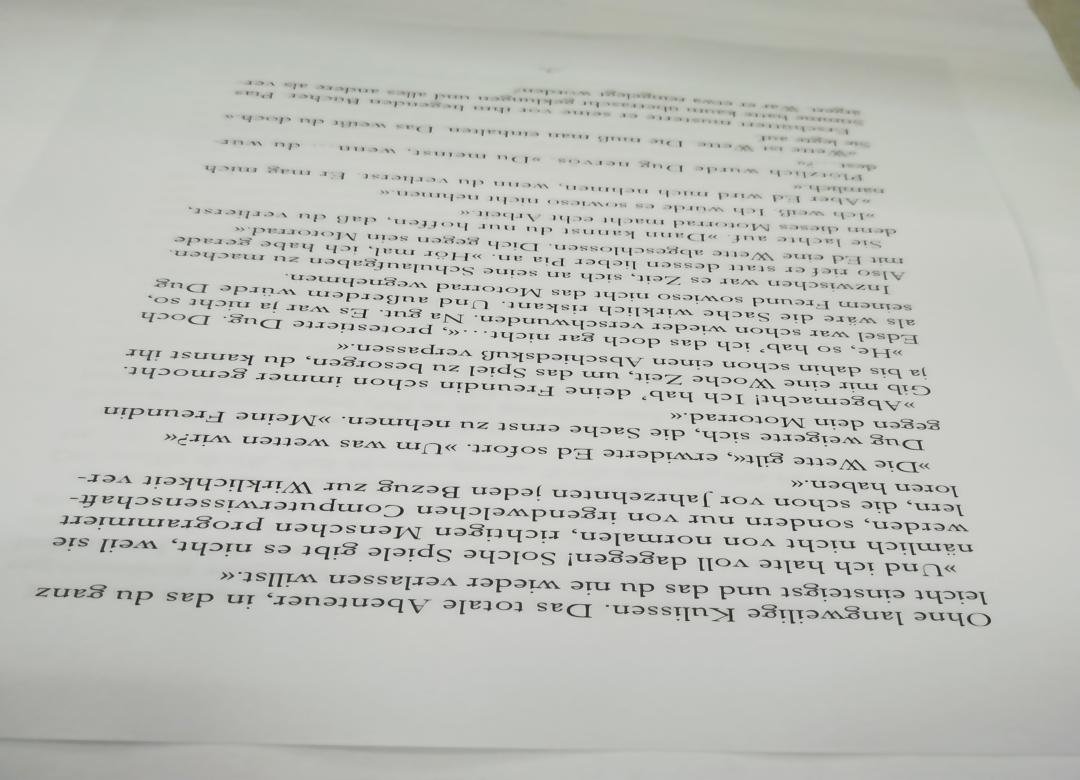 Ohne langweilige Kulissen. Das totale Abenteuer, in das du ganz
leicht einsteigst und das du nie wieder verlassen willst.«
»Und ich halte voll dagegen! Solche Spiele gibt es nicht, weil sie
nämlich nicht von normalen, richtigen Menschen programmiert
werden, sondern nur von irgendwelchen Computerwissenschaft-
lern, die schon vor Jahrzehnten jeden Bezug zur Wirklichkeit ver-
loren haben.«
»Die Wette gilt«, erwiderte Ed sofort. »Um was wetten wir?«
Dug weigerte sich, die Sache ernst zu nehmen. »Meine Freundin
gegen dein Motorrad.«
»Abgemacht! Ich hab’ deine Freundin schon immer gemocht.
Gib mir eine Woche Zeit, um das Spiel zu besorgen, du kannst ihr
ja bis dahin schon einen Abschiedskuß verpassen.«
»He, so hab’ ich das doch gar nicht…«, protestierte Dug. Doch
Edsel war schon wieder verschwunden. Na gut. Es war ja nicht so,
als wäre die Sache wirklich riskant. Und außerdem würde Dug
seinem Freund sowieso nicht das Motorrad wegnehmen.
Inzwischen war es Zeit, sich an seine Schulaufgaben zu machen.
Also rief er statt dessen lieber Pia an. »Hör mal, ich habe gerade
mit Ed eine Wette abgeschlossen. Dich gegen sein Motorrad.«
Sie lachte auf. »Dann kannst du nur hoffen, daß du verlierst,
denn dieses Motorrad macht echt Arbeit.«
»Ich weiß. Ich würde es sowieso nicht nehmen.«
»Aber Ed wird mich nehmen, wenn du verlierst. Er mag mich
nämlich.«
Plötzlich wurde Dug nervös. »Du meinst, wenn … du wür-
dest …?«
»Wette ist Wette. Die muß man einhalten. Das weißt du doch.«
Sie legte auf.
Erschüttert musterte er seine vor ihm liegenden Bücher. Pias
Stimme hatte kaum überrascht geklungen und alles andere als ver-
ärgert. War er etwa reingelegt worden?